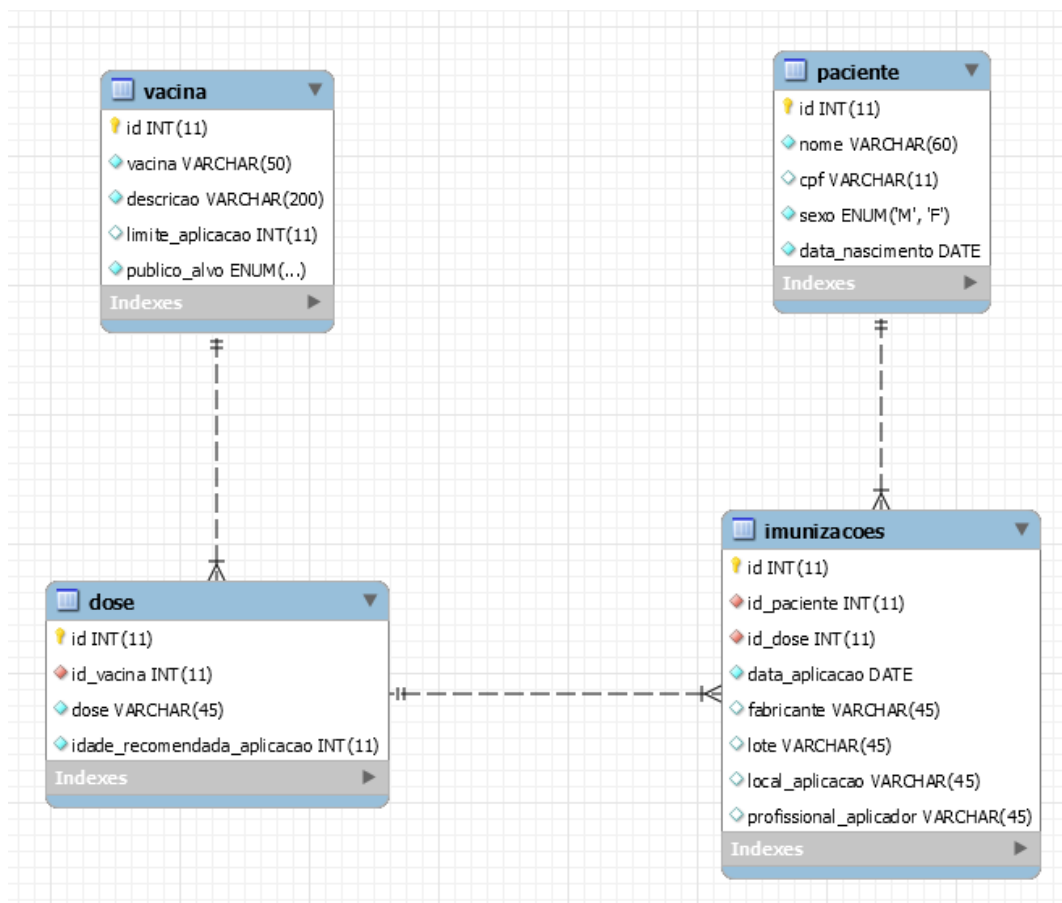 vacina
id INT(11)
vacina VARCHAR(50)
descricao VARCHAR(200)
limite_aplicacao INT(11)
publico_alvo ENUM(...)
Indexes
paciente
id INT(11)
nome VARCHAR(60)
cpf VARCHAR(11)
sexo ENUM('M', 'F')
data_nascimento DATE
Indexes
dose
id INT(11)
id_vacina INT(11)
dose VARCHAR(45)
idade_recomendada_aplicacao INT(11)
Indexes
imunizacoes
id INT(11)
id_paciente INT(11)
id_dose INT(11)
data_aplicacao DATE
fabricante VARCHAR(45)
lote VARCHAR(45)
local_aplicacao VARCHAR(45)
profissional_aplicador VARCHAR(45)
Indexes